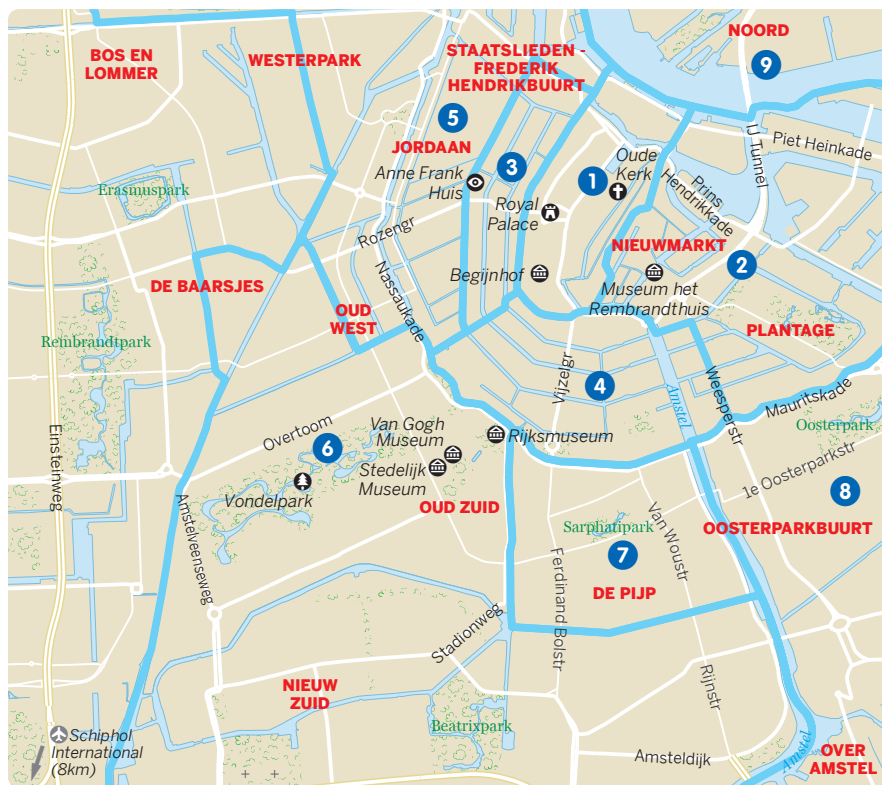 BOS EN
LOMMER
WESTERPARK
STAATSLIEDEN -
FREDERIK
HENDRIKBUURT
NOORD
9
5
JORDAAN
3
1
Oude
Kerk
Anne Frank
Huis
Royal
Palace
IJ Tunnel
Piet Heinkade
Prins
Hendrikkade
Erasmuspark
Rozengr
NIEUWMARKT
2
Begijnhof
Museum het
Rembrandthuis
DE BAARSJES
Nassaukade
OUD
WEST
PLANTAGE
Rembrandtpark
Vijzelgr
4
Amstel
Weesperstr
Mauritskade
Einsteinweg
Overtoom
6
Van Gogh
Museum
Rijksmuseum
Stedelijk
Museum
Vondelpark
Oosterpark
1e Oosterparkstr
8
OUD ZUID
Amstelveenseweg
Sarphatipark
7
Van Woustr
OOSTERPARKBUURT
DE PIJP
Ferdinand Bolstr
Stadionweg
Rijnstr
NIEUW
ZUID
Beatrixpark
Schiphol
International
(8km)
Amsteldijk
Amstel
OVER
AMSTEL